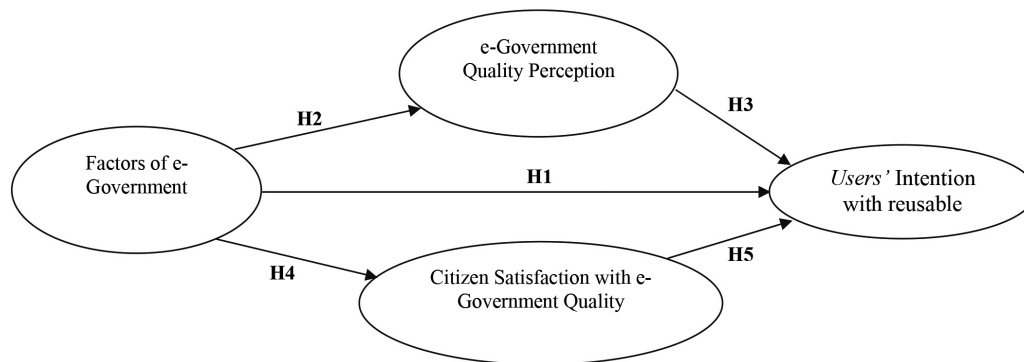 e-Government
Quality Perception
H3
H2
Factors of e-
Government
H1
Users’ Intention
with reusable
H4
H5
Citizen Satisfaction with e-
Government Quality